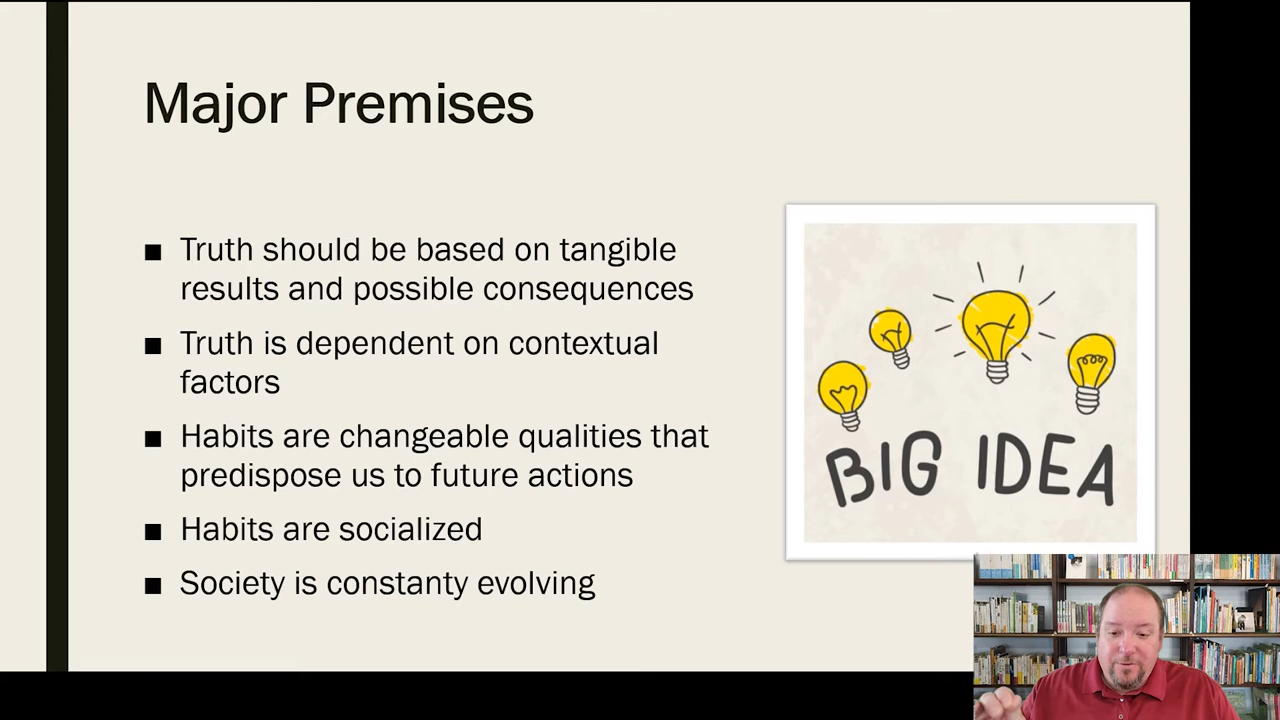 Major Premises
■ Truth should be based on tangible
results and possible consequences
■ Truth is dependent on contextual
factors
■ Habits are changeable qualities that
predispose us to future actions
■ Habits are socialized
■ Society is constanty evolving
BIG IDEA